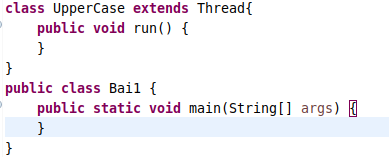 class UpperCase extends Thread{
    public void run() {
    }
}
public class Bai1 {
    public static void main(String[] args) {
    }
}